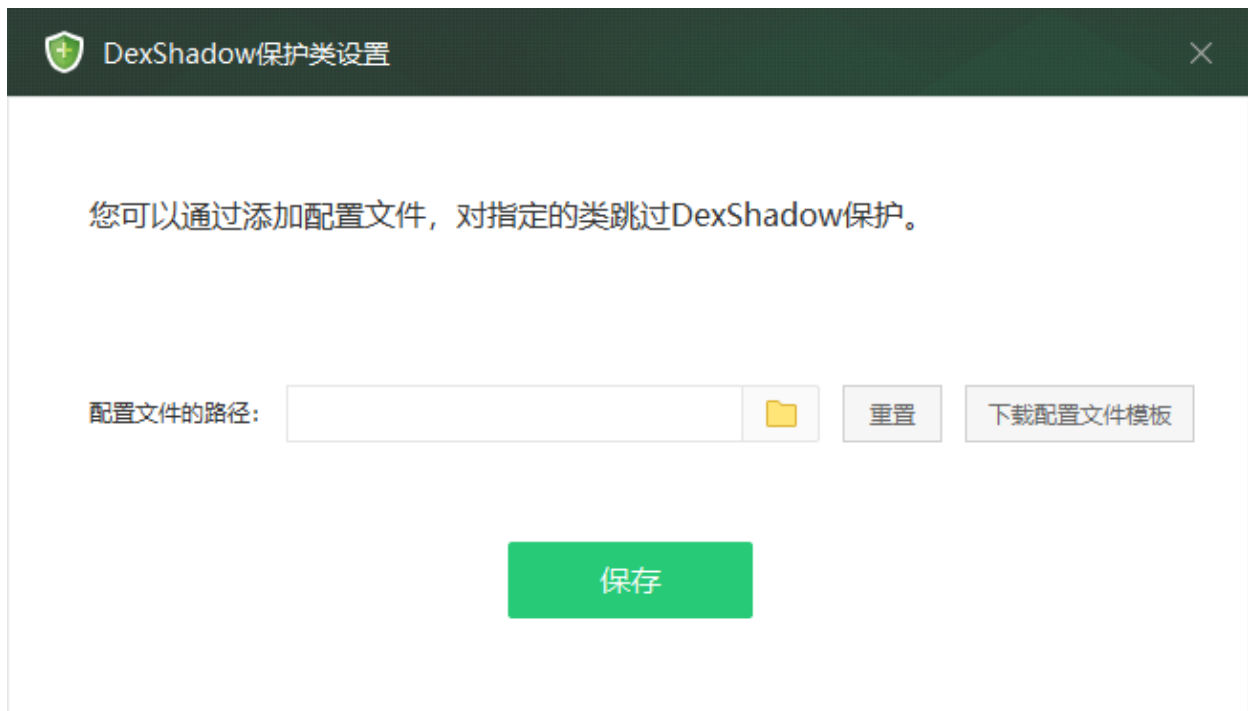 DexShadow保护类设置
您可以通过添加配置文件，对指定的类跳过DexShadow保护。
配置文件的路径： 重置 下载配置文件模板
保存